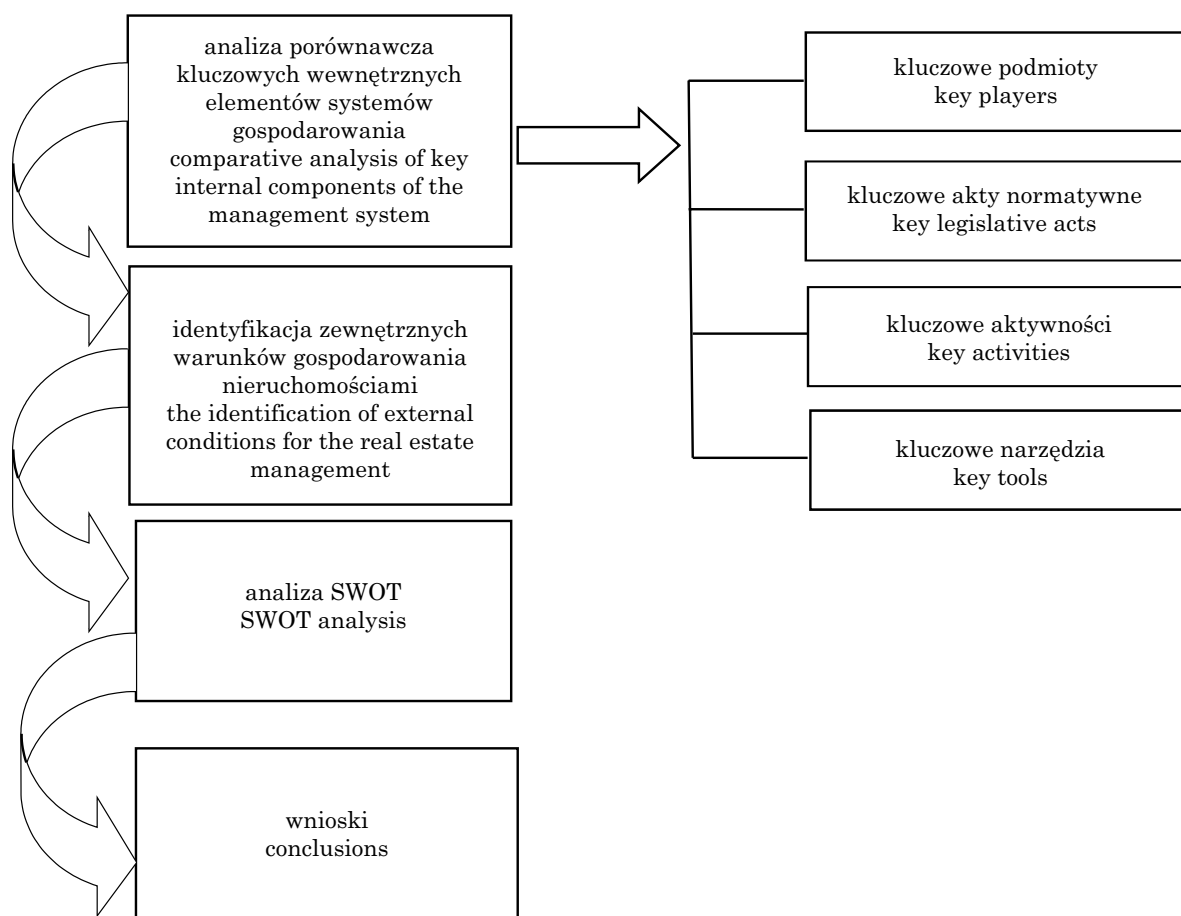 analiza porównawcza
kluczowych wewnętrznych
elementów systemów
gospodarowania
comparative analysis of key
internal components of the
management system
kluczowe podmioty
key players
kluczowe akty normatywne
key legislative acts
kluczowe aktywności
key activities
kluczowe narzędzia
key tools
identyfikacja zewnętrznych
warunków gospodarowania
nieruchomościami
the identification of external
conditions for the real estate
management
analiza SWOT
SWOT analysis
wnioski
conclusions